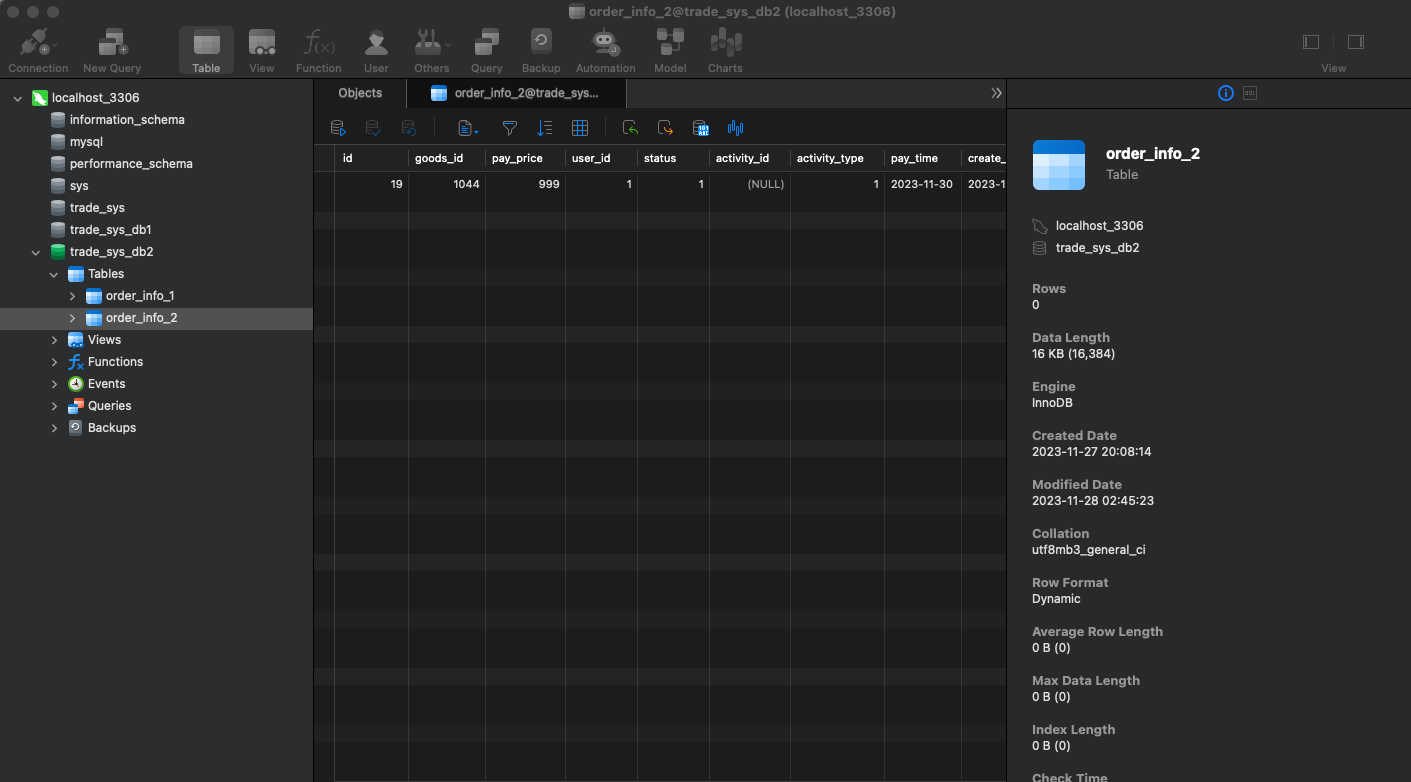 order_info_2@trade_sys_db2 (localhost_3306)
Connection
New Query
Table
View
Function
User
Others
Query
Backup
Automation
Model
Charts
View
localhost_3306
information_schema
mysql
performance_schema
sys
trade_sys
trade_sys_db1
trade_sys_db2
Tables
order_info_1
order_info_2
Views
Functions
Events
Queries
Backups
Objects
order_info_2@trade_sys...
id goods_id pay_price user_id status activity_id activity_type pay_time create_
19 1044 999 1 1 (NULL) 1 2023-11-30 2023-1
order_info_2
Table
localhost_3306
trade_sys_db2
Rows
0
Data Length
16 KB (16,384)
Engine
InnoDB
Created Date
2023-11-27 20:08:14
Modified Date
2023-11-28 02:45:23
Collation
utf8mb3_general_ci
Row Format
Dynamic
Average Row Length
0 B (0)
Max Data Length
0 B (0)
Index Length
0 B (0)
Check Time